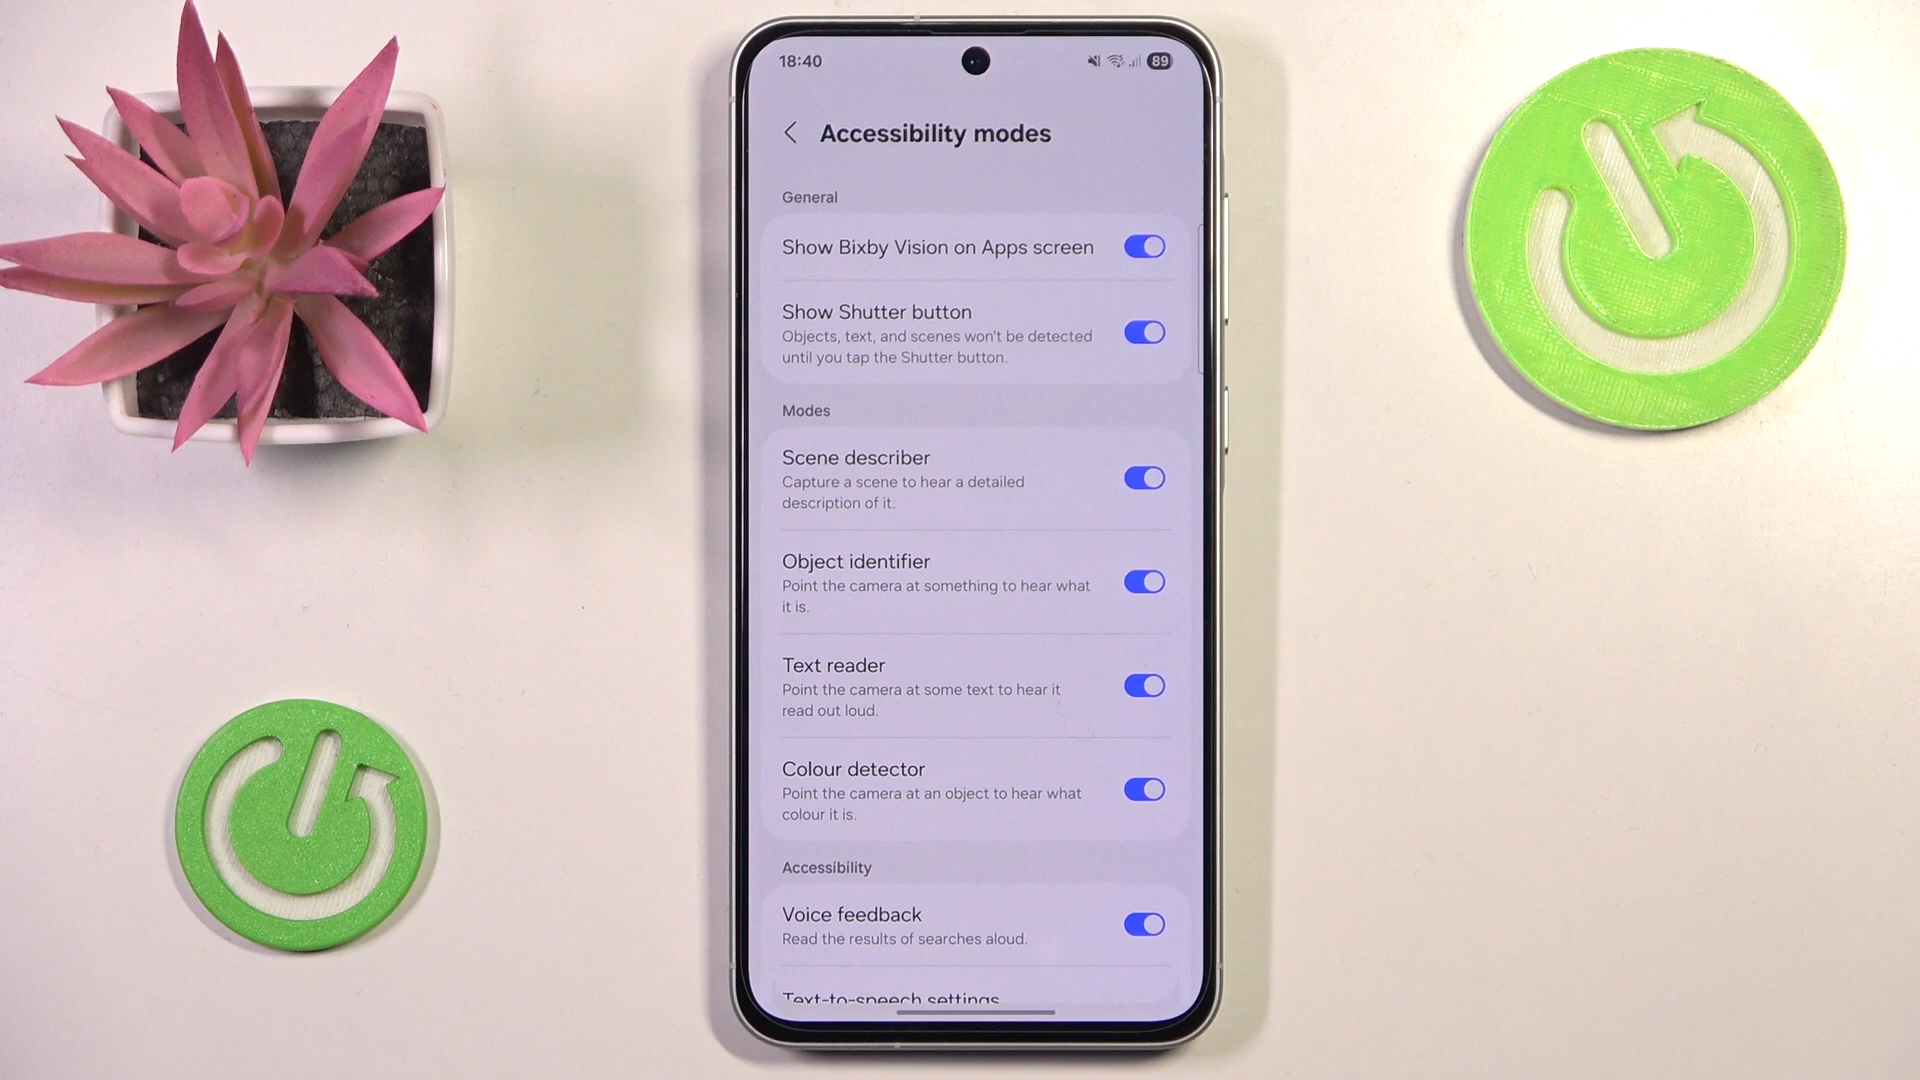 18:40
89
Accessibility modes
General
Show Bixby Vision on Apps screen
Show Shutter button
Objects, text, and scenes won't be detected
until you tap the Shutter button.
Modes
Scene describer
Capture a scene to hear a detailed
description of it.
Object identifier
Point the camera at something to hear what
it is.
Text reader
Point the camera at some text to hear it
read out loud.
Colour detector
Point the camera at an object to hear what
colour it is.
Accessibility
Voice feedback
Read the results of searches aloud.
Text-to-speech settings